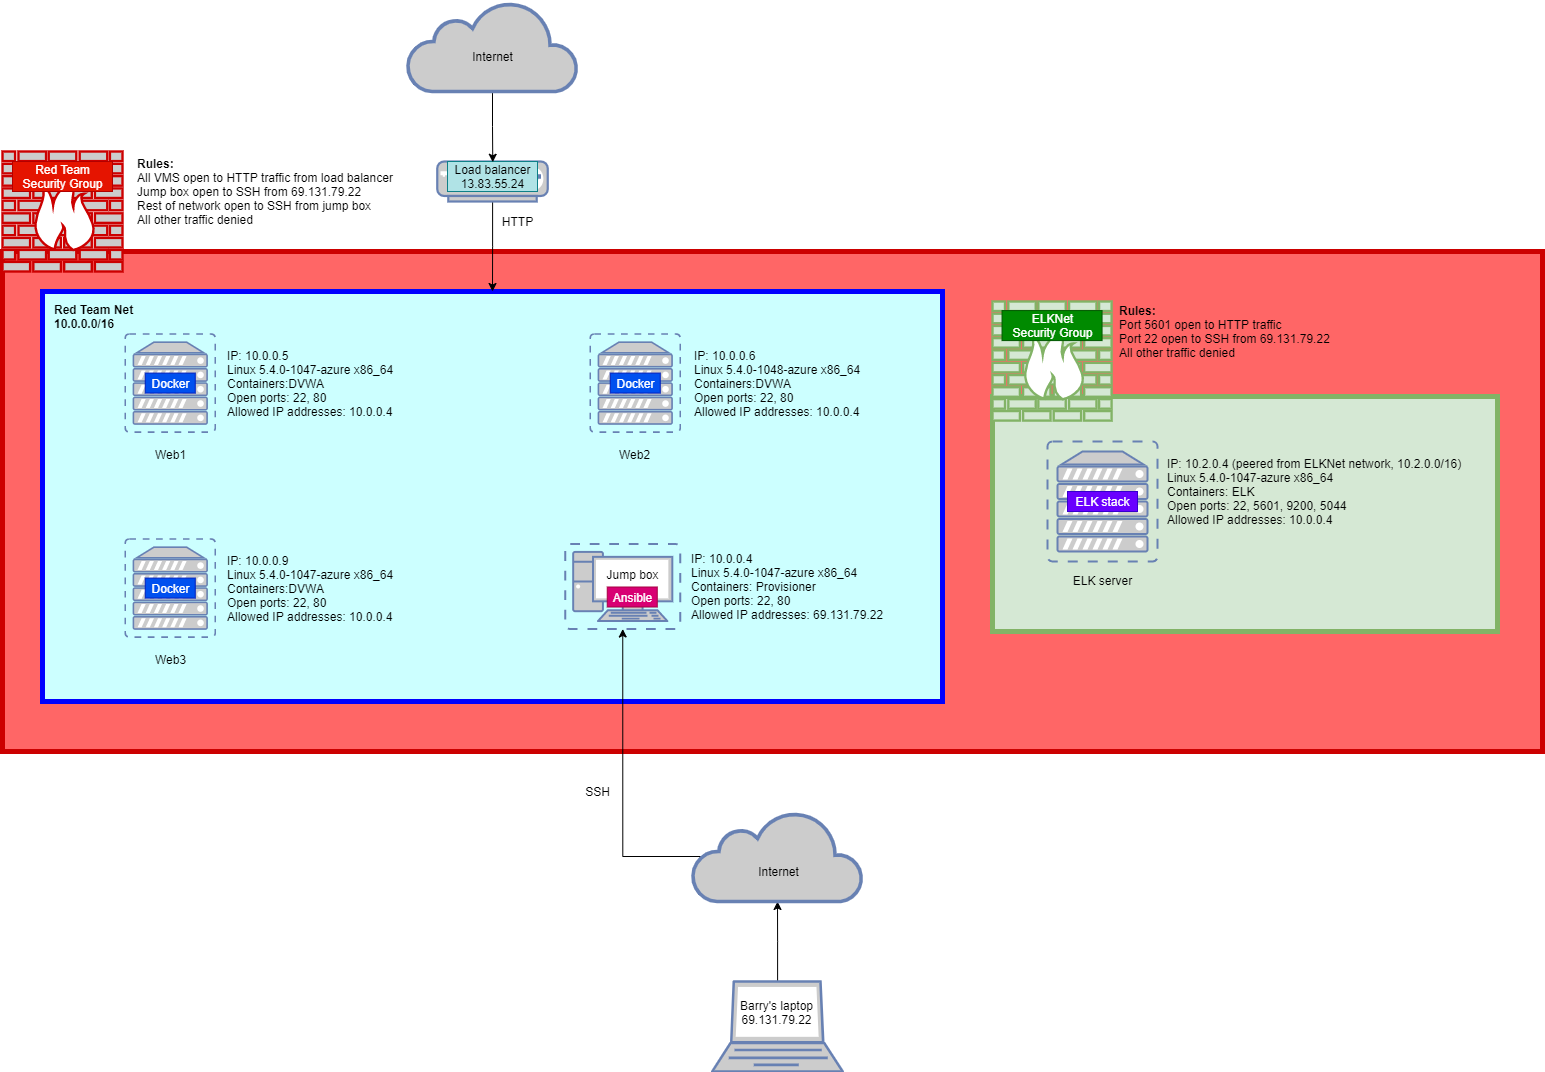 Internet
Load balancer
13.83.55.24
HTTP
Red Team
Security Group
Rules:
All VMS open to HTTP traffic from load balancer
Jump box open to SSH from 69.131.79.22
Rest of network open to SSH from jump box
All other traffic denied
Red Team Net
10.0.0.0/16
Docker
IP: 10.0.0.5
Linux 5.4.0-1047-azure x86_64
Containers:DVWA
Open ports: 22, 80
Allowed IP addresses: 10.0.0.4
Web1
Docker
IP: 10.0.0.6
Linux 5.4.0-1048-azure x86_64
Containers:DVWA
Open ports: 22, 80
Allowed IP addresses: 10.0.0.4
Web2
Docker
IP: 10.0.0.9
Linux 5.4.0-1047-azure x86_64
Containers:DVWA
Open ports: 22, 80
Allowed IP addresses: 10.0.0.4
Web3
Jump box
Ansible
IP: 10.0.0.4
Linux 5.4.0-1047-azure x86_64
Containers: Provisioner
Open ports: 22, 80
Allowed IP addresses: 69.131.79.22
ELKNet
Security Group
Rules:
Port 5601 open to HTTP traffic
Port 22 open to SSH from 69.131.79.22
All other traffic denied
ELK stack
IP: 10.2.0.4 (peered from ELKNet network, 10.2.0.0/16)
Linux 5.4.0-1047-azure x86_64
Containers: ELK
Open ports: 22, 5601, 9200, 5044
Allowed IP addresses: 10.0.0.4
ELK server
SSH
Internet
Barry's laptop
69.131.79.22